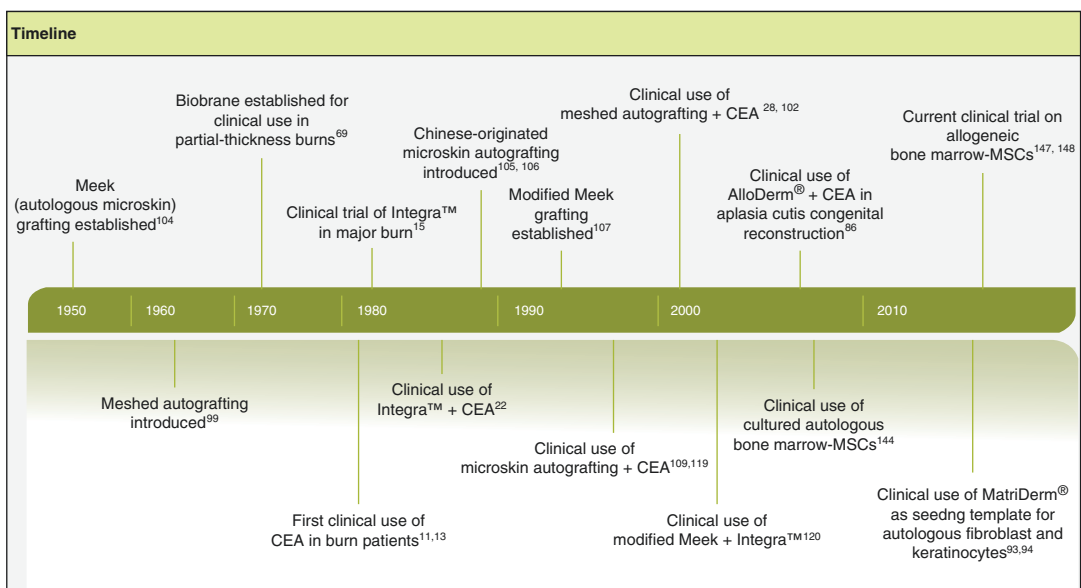 Timeline
Biobrane established for
clinical use in
partial-thickness burns69
Clinical use of
meshed autografting + CEA 28, 102
Current clinical trial on
allogeneic
bone marrow-MSCs147, 148
Chinese-originated
microskin autografting
introduced105, 106
Meek
(autologous microskin)
grafting established104
Clinical trial of Integra™
in major burn15
Modified Meek
grafting
established107
Clinical use of
AlloDerm® + CEA in
aplasia cutis congenital
reconstruction86
1950 1960 1970 1980 1990 2000 2010
Meshed autografting
introduced99
Clinical use of
Integra™ + CEA22
Clinical use of
cultured autologous
bone marrow-MSCs144
Clinical use of
microskin autografting + CEA109,119
First clinical use of
CEA in burn patients11,13
Clinical use of
modified Meek + Integra™120
Clinical use of MatriDerm®
as seedng template for
autologous fibroblast and
keratinocytes93,94